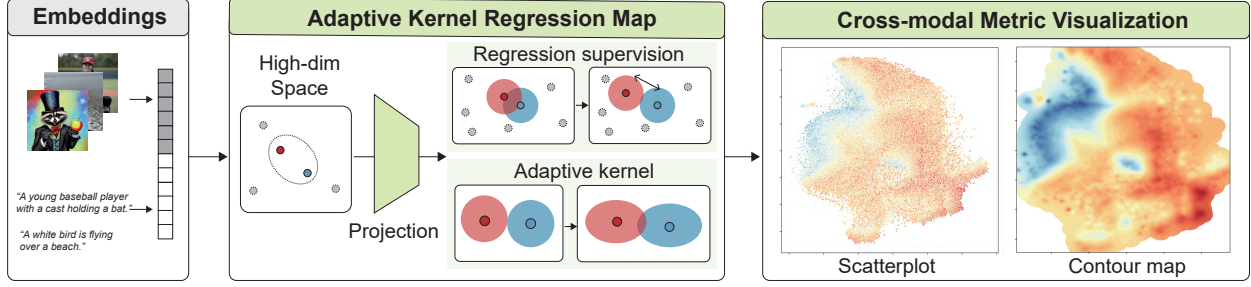 Embeddings
"A young baseball player
with a cast holding a bat."
"A white bird is flying
over a beach."
Adaptive Kernel Regression Map
High-dim
Space
Projection
Regression supervision
Adaptive kernel
Cross-modal Metric Visualization
Scatterplot
Contour map